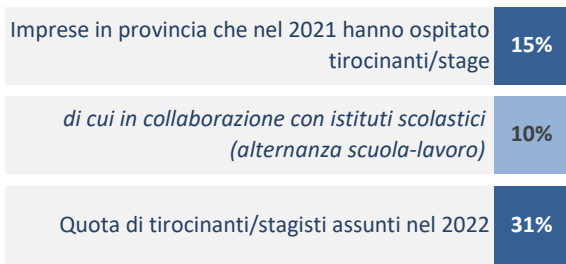 Imprese in provincia che nel 2021 hanno ospitato
tirocinanti/stage
15%
di cui in collaborazione con istituti scolastici
(alternanza scuola-lavoro)
10%
Quota di tirocinanti/stagisti assunti nel 2022 31%